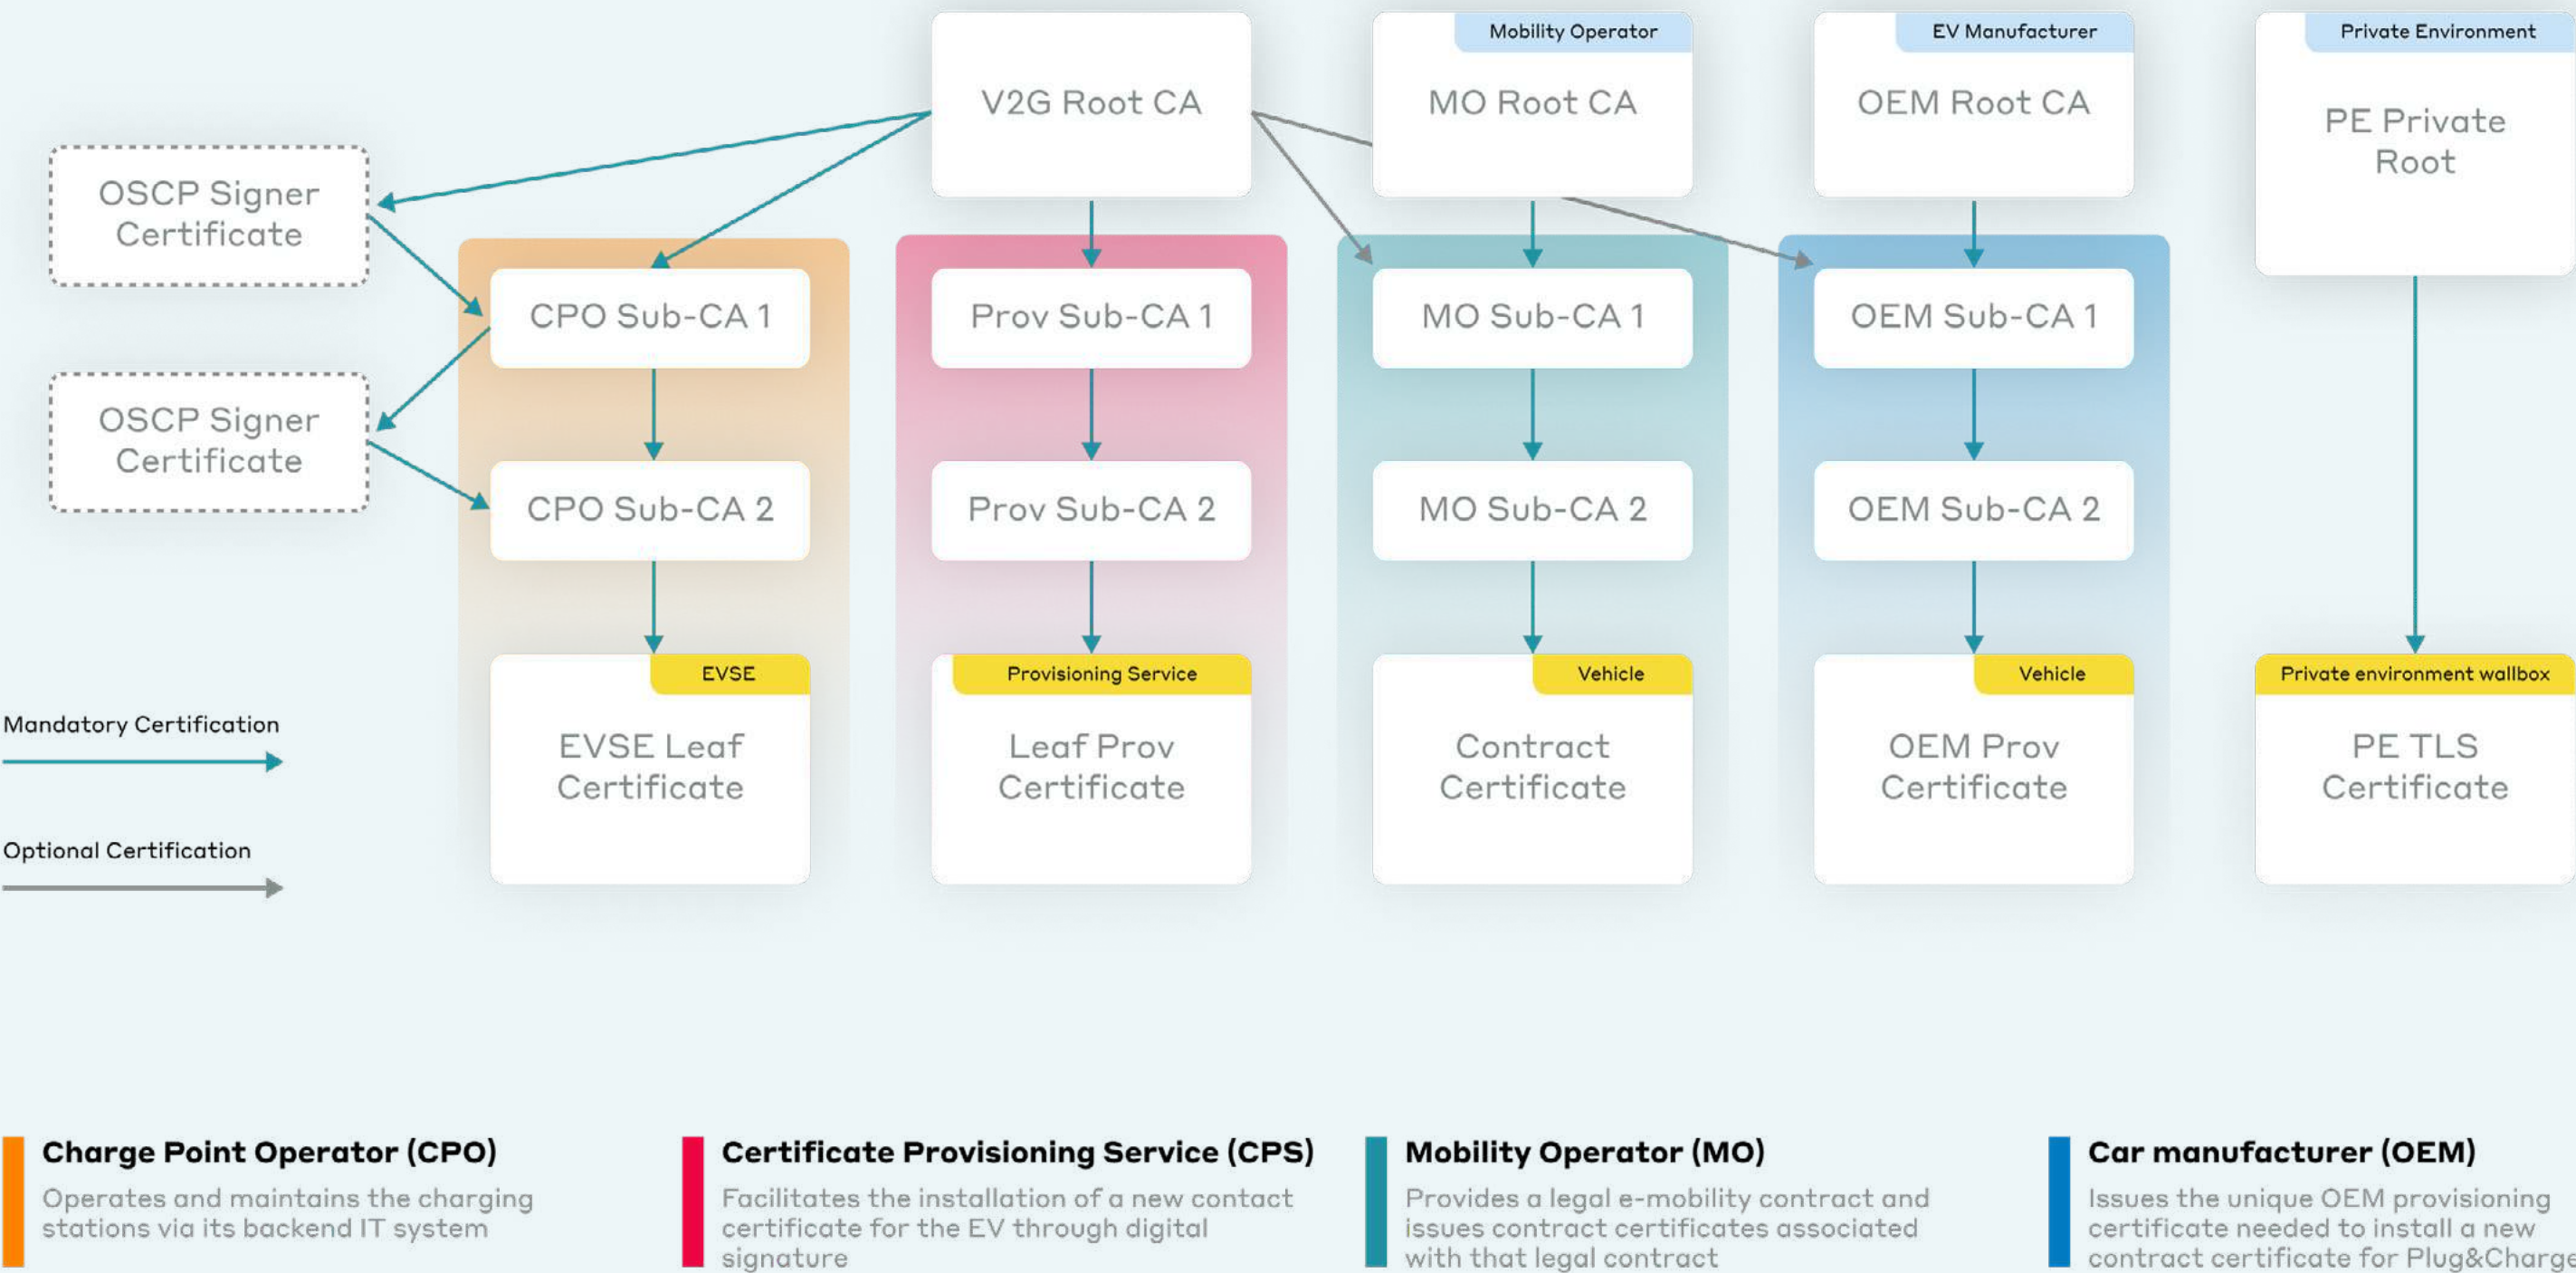 Mobility Operator
EV Manufacturer
Private Environment
V2G Root CA
MO Root CA
OEM Root CA
PE Private
Root
OSCP Signer
Certificate
CPO Sub-CA 1
Prov Sub-CA 1
MO Sub-CA 1
OEM Sub-CA 1
OSCP Signer
Certificate
CPO Sub-CA 2
Prov Sub-CA 2
MO Sub-CA 2
OEM Sub-CA 2
EVSE
Provisioning Service
Vehicle
Vehicle
Private environment wallbox
EVSE Leaf
Certificate
Leaf Prov
Certificate
Contract
Certificate
OEM Prov
Certificate
PE TLS
Certificate
Mandatory Certification
Optional Certification
Charge Point Operator (CPO)
Operates and maintains the charging
stations via its backend IT system
Certificate Provisioning Service (CPS)
Facilitates the installation of a new contact
certificate for the EV through digital
signature
Mobility Operator (MO)
Provides a legal e-mobility contract and
issues contract certificates associated
with that legal contract
Car manufacturer (OEM)
Issues the unique OEM provisioning
certificate needed to install a new
contract certificate for Plug&Charge